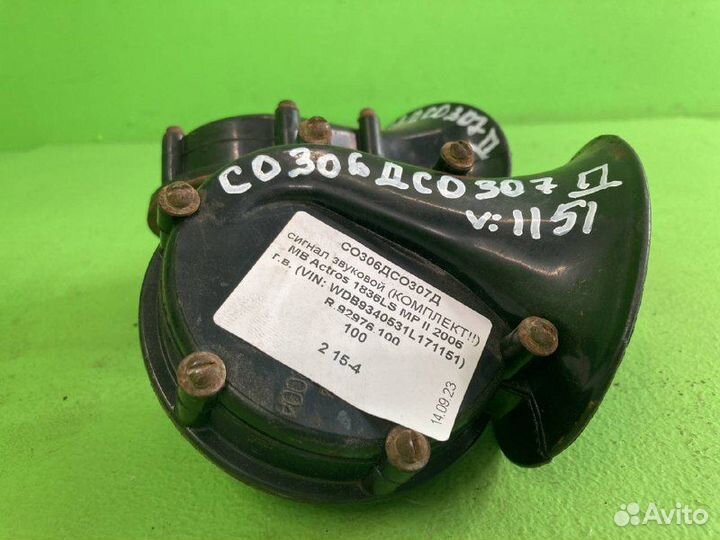 СО307Д
СО306ДСО307Д
v:1151
СО306ДСО307Д
сигнал звуковой (КОМПЛЕКТ!!)
MB Actros 1836LS MP II 2006
г.в. (VIN: WDB9340531L171151)
R 92976 100
100
2 15-4
14.09.23
Avito